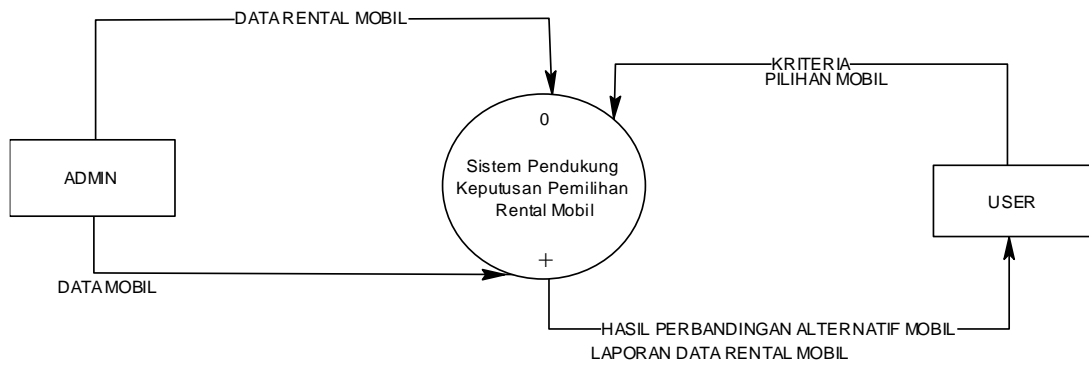 DATA RENTAL MOBIL
KRITERIA
PILIHAN MOBIL
0
Sistem Pendukung
Keputusan Pemilihan
Rental Mobil
+
ADMIN
USER
DATA MOBIL
HASIL PERBANDINGAN ALTERNATIF MOBIL
LAPORAN DATA RENTAL MOBIL